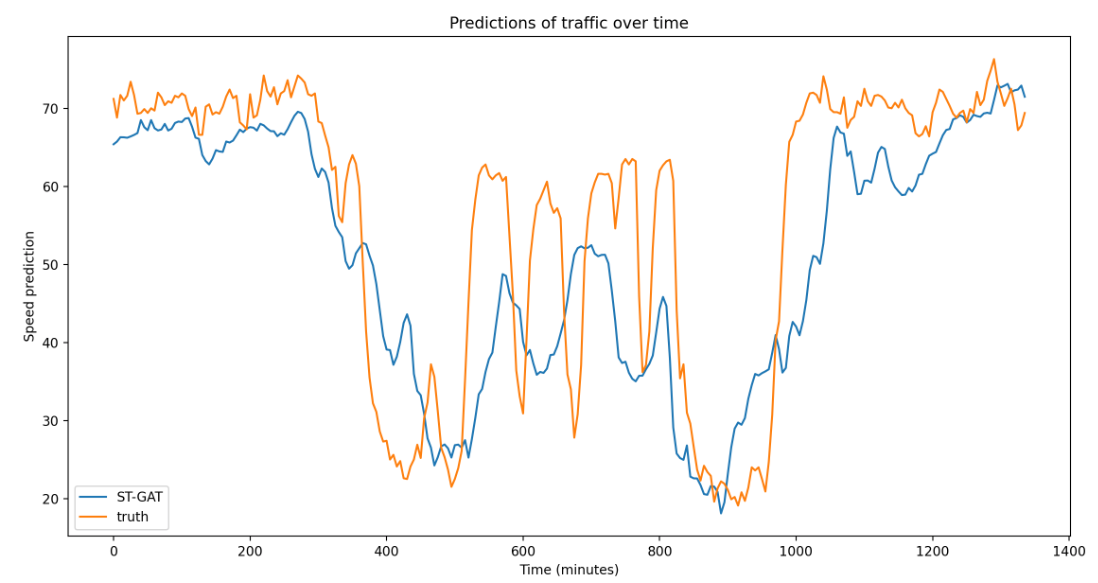 Predictions of traffic over time
Speed prediction
70
60
50
40
30
20
ST-GAT
truth
0 200 400 600 800 1000 1200 1400
Time (minutes)